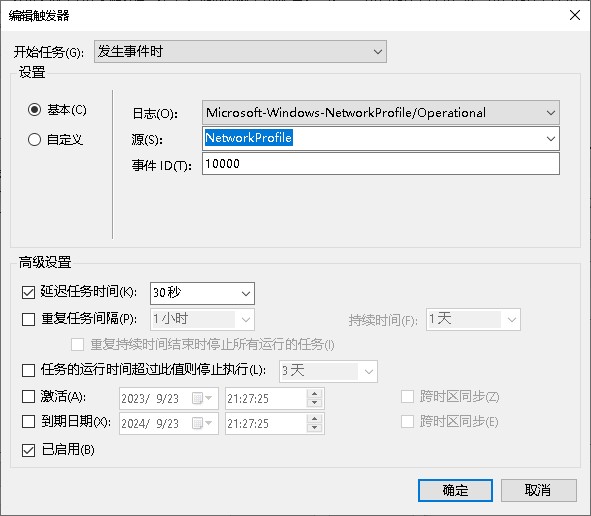 编辑触发器
开始任务(G): 发生事件时
设置
基本(C)
自定义
日志(O): Microsoft-Windows-NetworkProfile/Operational
源(S): NetworkProfile
事件 ID(T): 10000
高级设置
延迟任务时间(K): 30秒
重复任务间隔(P): 1小时 持续时间(F): 1天
重复持续时间结束时停止所有运行的任务(I)
任务的运行时间超过此值则停止执行(L): 3天
激活(A): 2023/ 9/23 21:27:25 跨时区同步(Z)
到期日期(X): 2024/ 9/23 21:27:25 跨时区同步(E)
已启用(B)
确定 取消